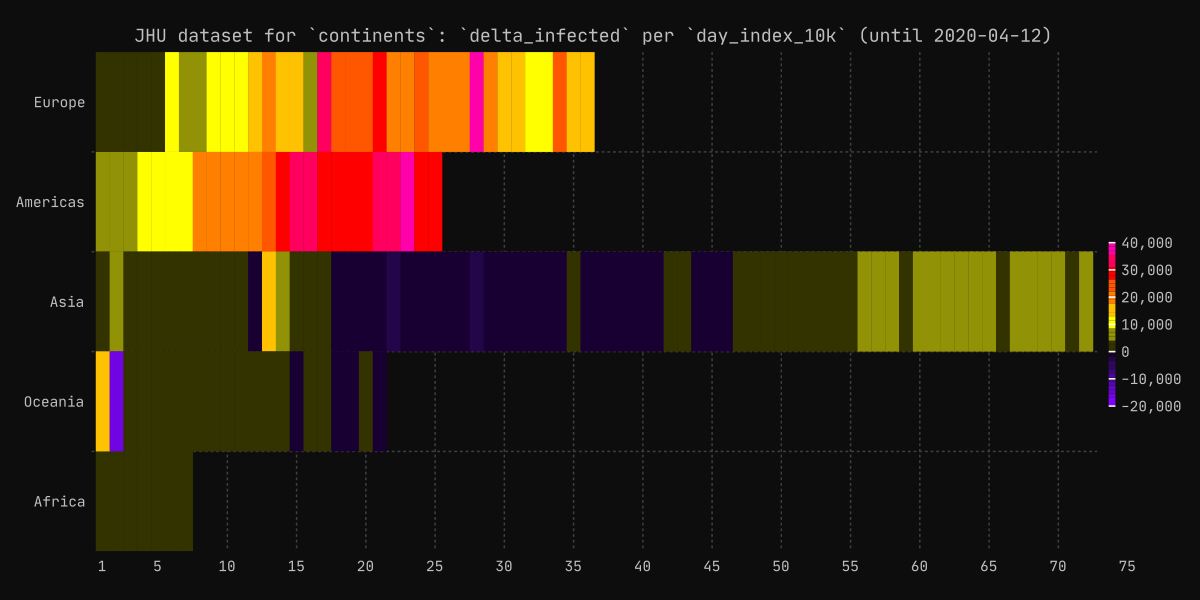 JHU dataset for `continents`: `delta_infected` per `day_index_10k` (until 2020-04-12)
Europe
Americas
Asia
Oceania
Africa
40,000
30,000
20,000
10,000
0
-10,000
-20,000
1 5 10 15 20 25 30 35 40 45 50 55 60 65 70 75